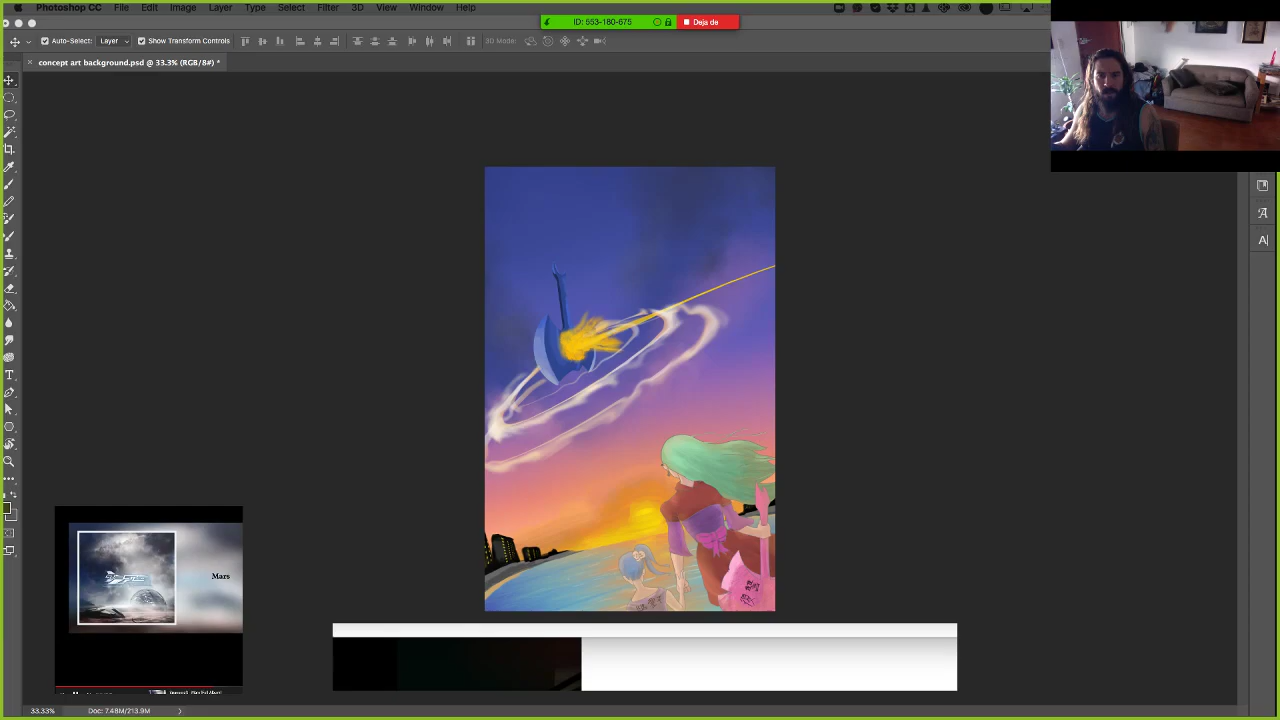 Photoshop CC File Edit Image Layer Type Select Filter 3D View Window Help
ID: 553-180-675 Deja de
Auto-Select: Layer Show Transform Controls 3D Mode:
concept art background.psd @ 33.3% (RGB/8#) *
Mars
33.33% Doc: 7.48M/213.9M